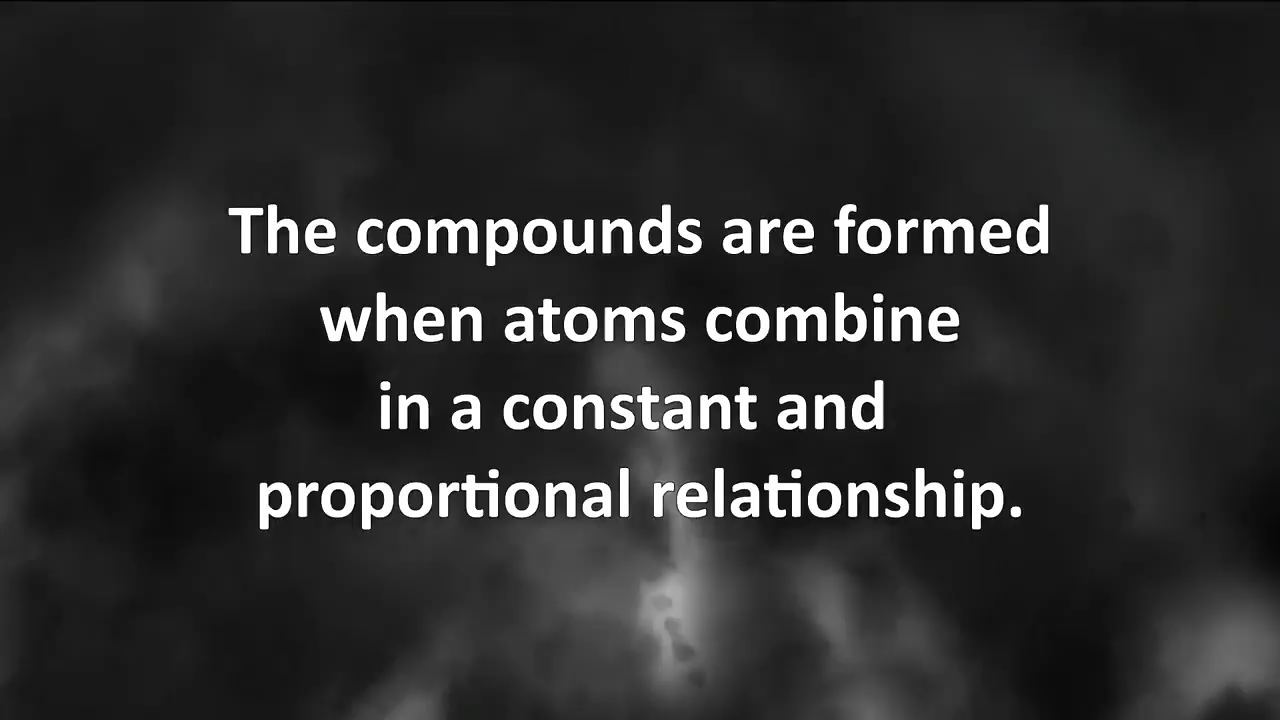 The compounds are formed
when atoms combine
in a constant and
proportional relationship.